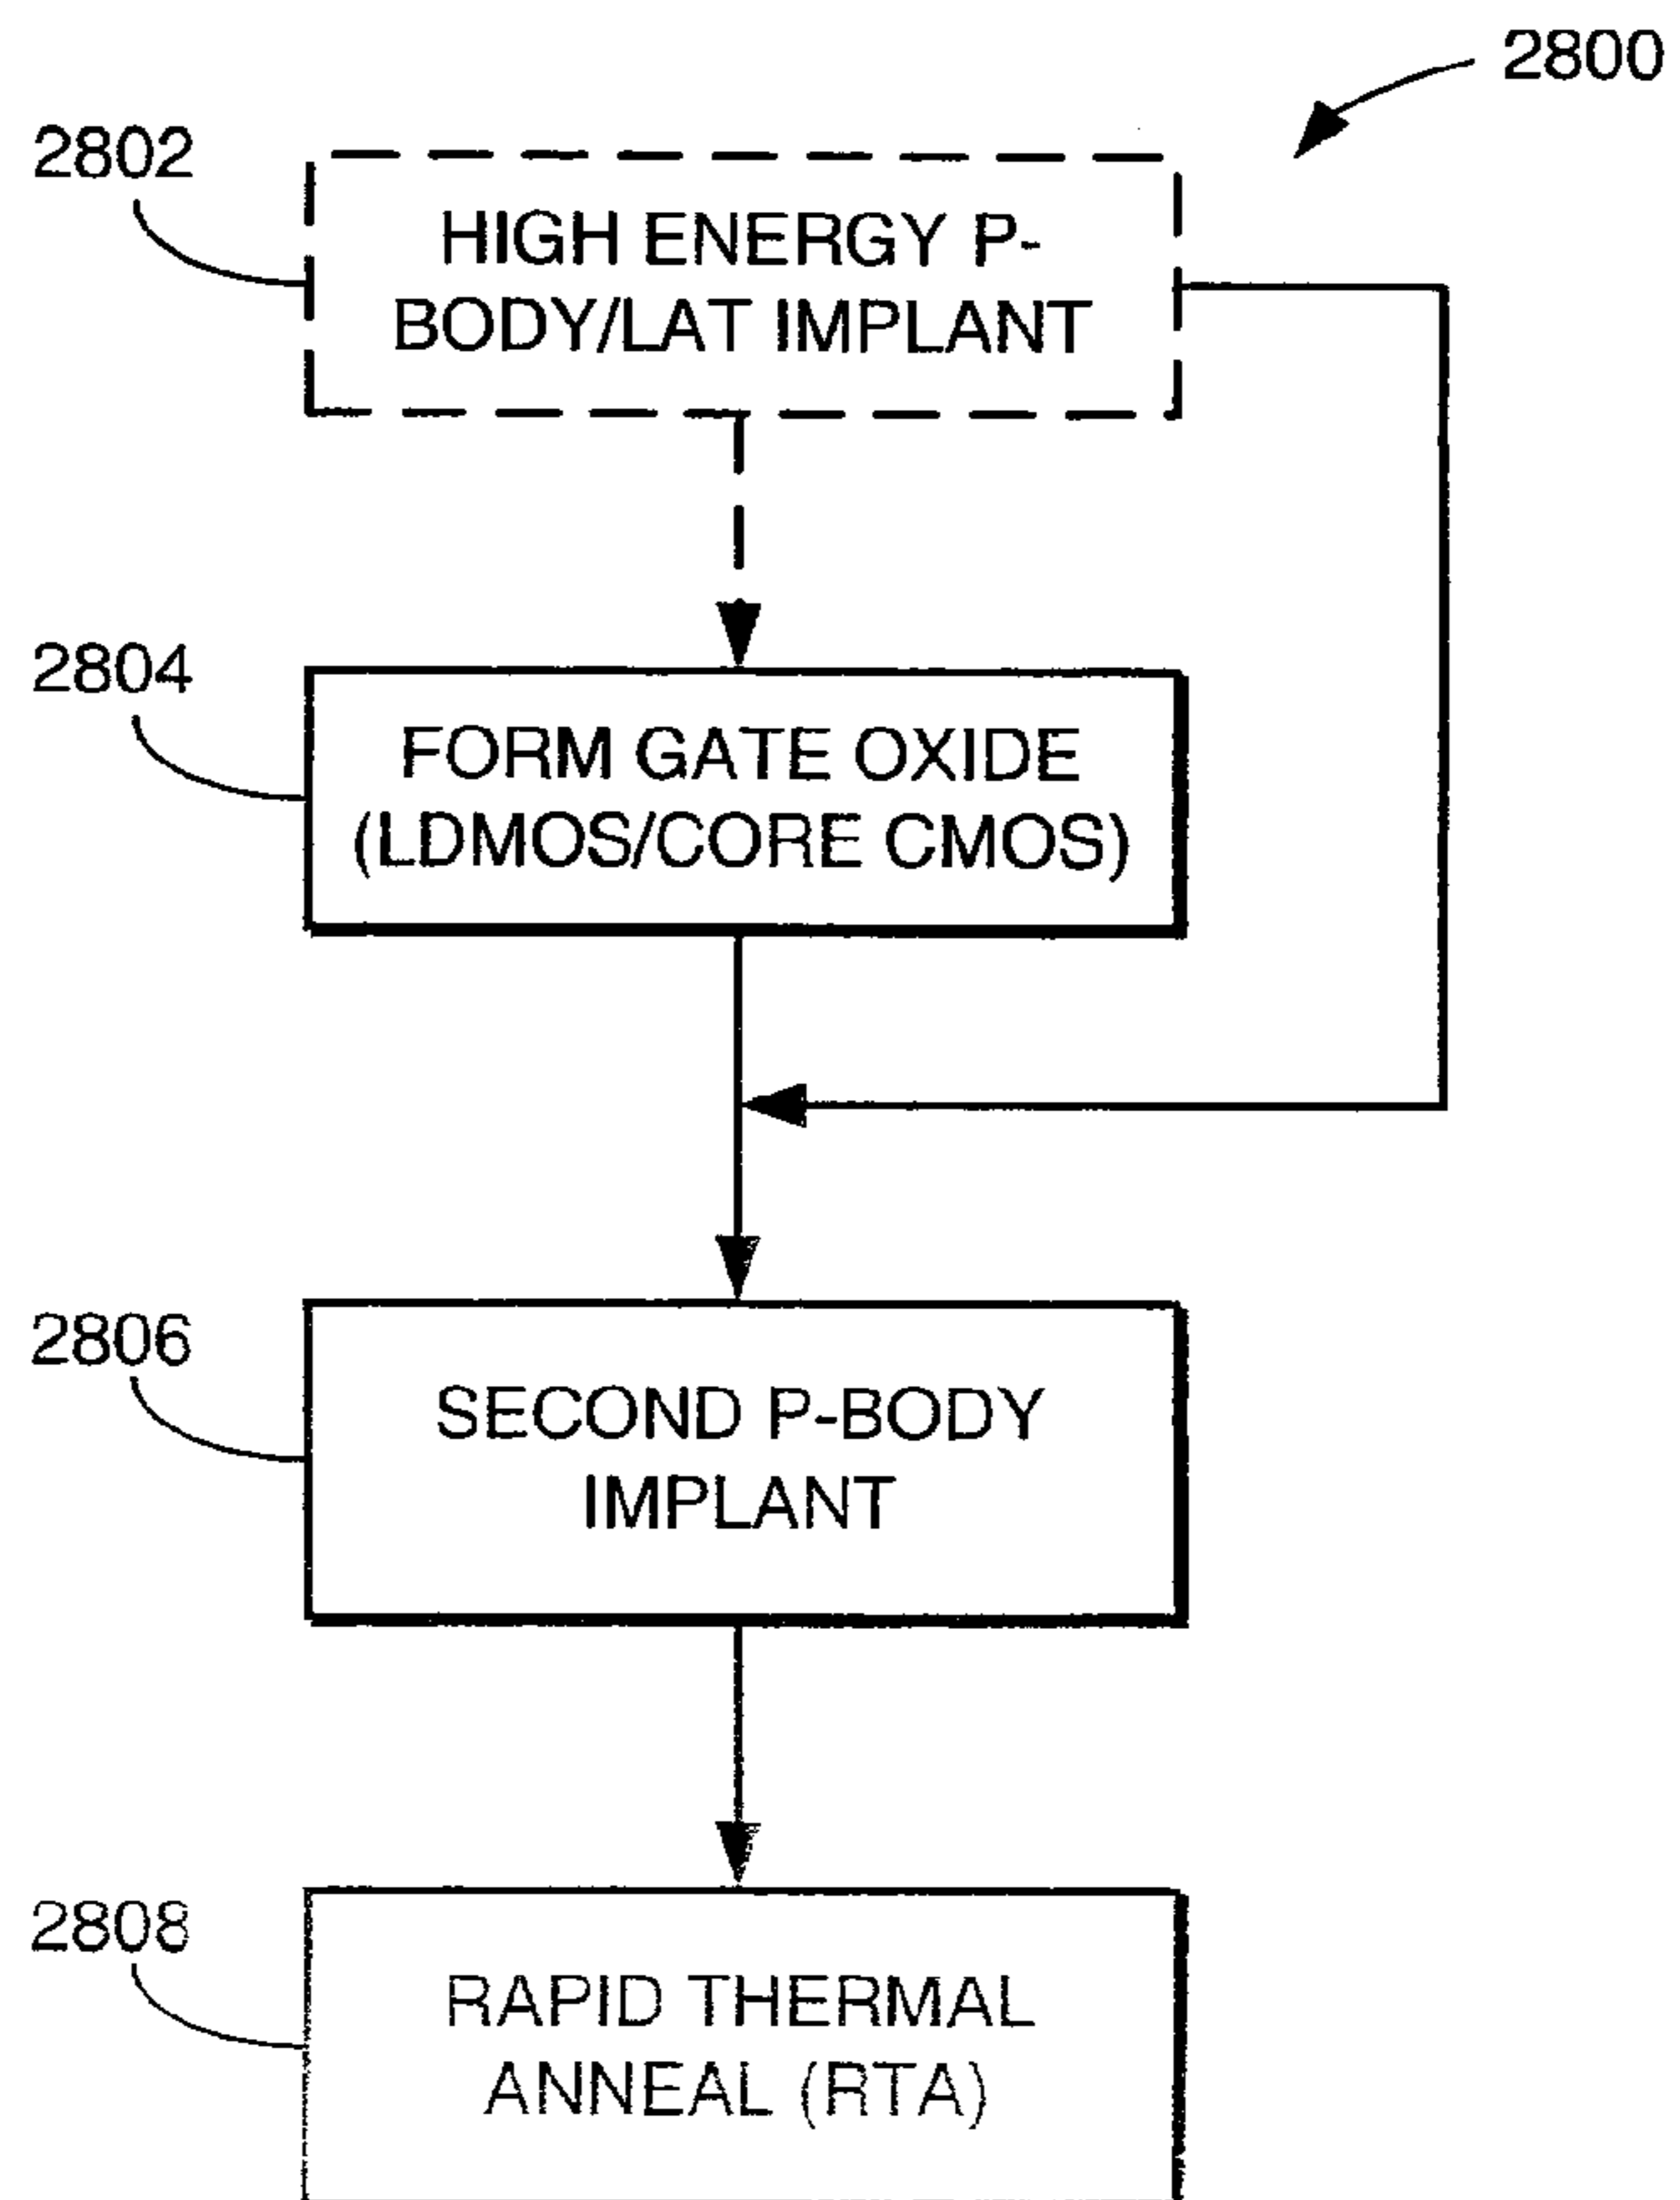 2800
2802
HIGH ENERGY P-
BODY/LAT IMPLANT
2804
FORM GATE OXIDE
(LDMOS/CORE CMOS)
2806
SECOND P-BODY
IMPLANT
2808
RAPID THERMAL
ANNEAL (RTA)